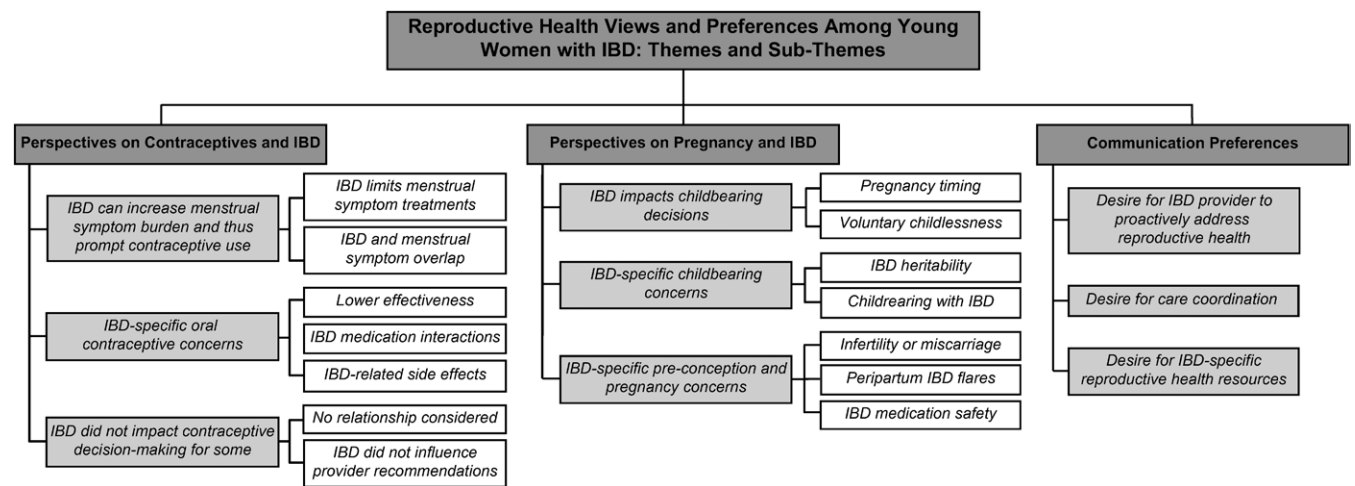 Reproductive Health Views and Preferences Among Young
Women with IBD: Themes and Sub-Themes
Perspectives on Contraceptives and IBD
IBD can increase menstrual
symptom burden and thus
prompt contraceptive use
IBD limits menstrual
symptom treatments
IBD and menstrual
symptom overlap
IBD-specific oral
contraceptive concerns
Lower effectiveness
IBD medication interactions
IBD-related side effects
IBD did not impact contraceptive
decision-making for some
No relationship considered
IBD did not influence
provider recommendations
Perspectives on Pregnancy and IBD
IBD impacts childbearing
decisions
Pregnancy timing
Voluntary childlessness
IBD-specific childbearing
concerns
IBD heritability
Childrearing with IBD
IBD-specific pre-conception and
pregnancy concerns
Infertility or miscarriage
Peripartum IBD flares
IBD medication safety
Communication Preferences
Desire for IBD provider to
proactively address
reproductive health
Desire for care coordination
Desire for IBD-specific
reproductive health resources